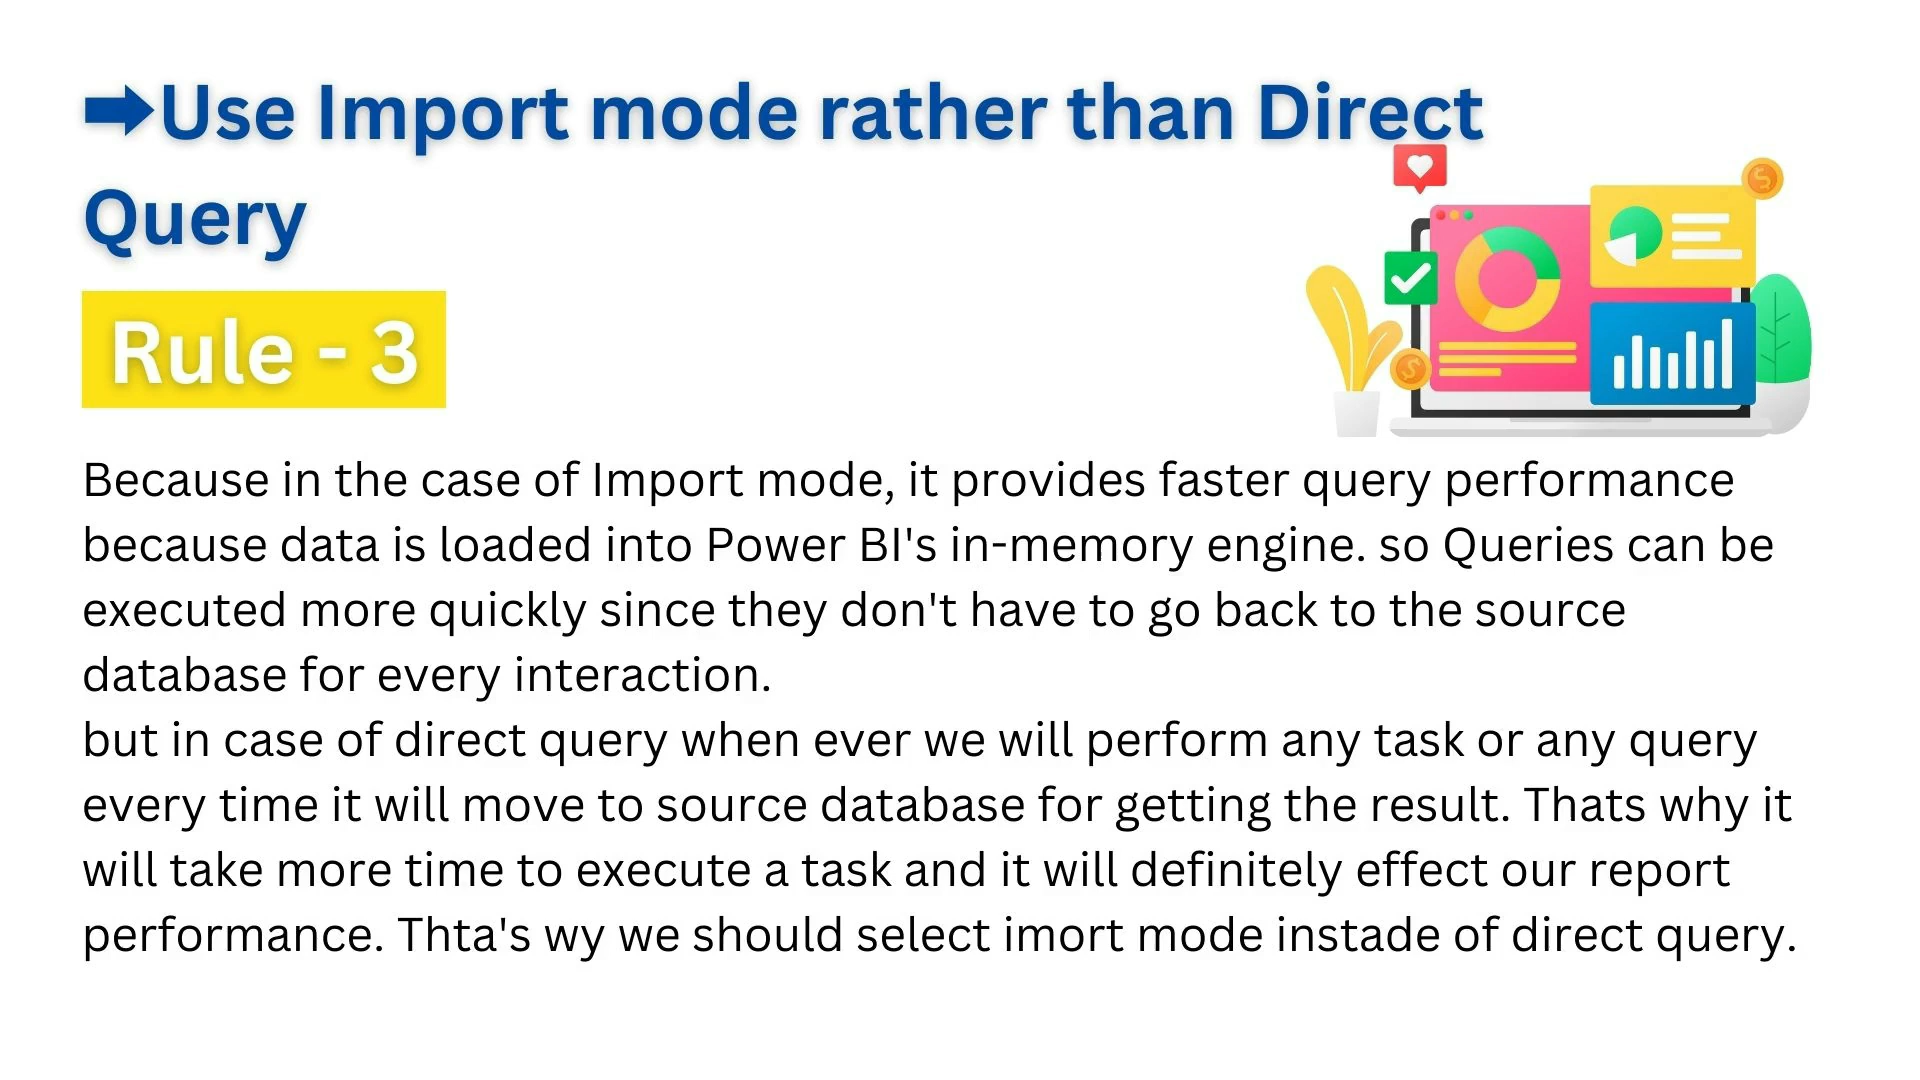 ➡Use Import mode rather than Direct
Query
Rule - 3
Because in the case of Import mode, it provides faster query performance
because data is loaded into Power BI's in-memory engine. so Queries can be
executed more quickly since they don't have to go back to the source
database for every interaction.
but in case of direct query when ever we will perform any task or any query
every time it will move to source database for getting the result. Thats why it
will take more time to execute a task and it will definitely effect our report
performance. Thta's wy we should select imort mode instade of direct query.